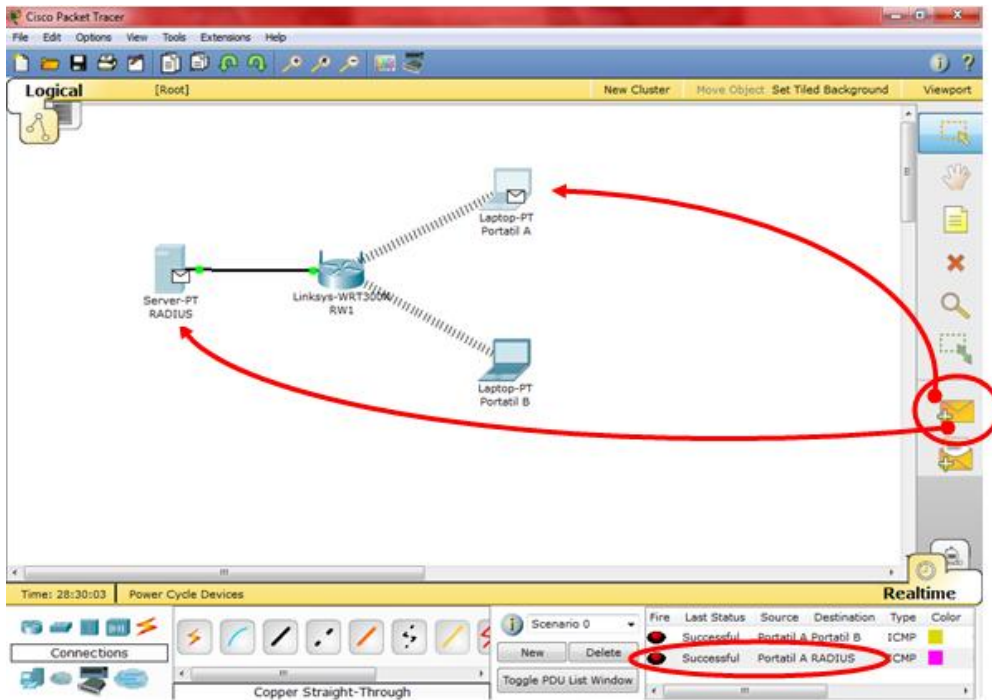 Cisco Packet Tracer
File Edit Options View Tools Extensions Help
Logical [Root] New Cluster Move Object Set Tiled Background Viewport
Laptop-PT
Portatil A
Server-PT
RADIUS
Linksys-WRT300N
RW1
Laptop-PT
Portatil B
Time: 28:30:03 Power Cycle Devices Realtime
Connections
Copper Straight-Through
Scenario 0
New Delete
Toggle PDU List Window
Fire Last Status Source Destination Type Color
Successful Portatil A Portatil B ICMP
Successful Portatil A RADIUS ICMP